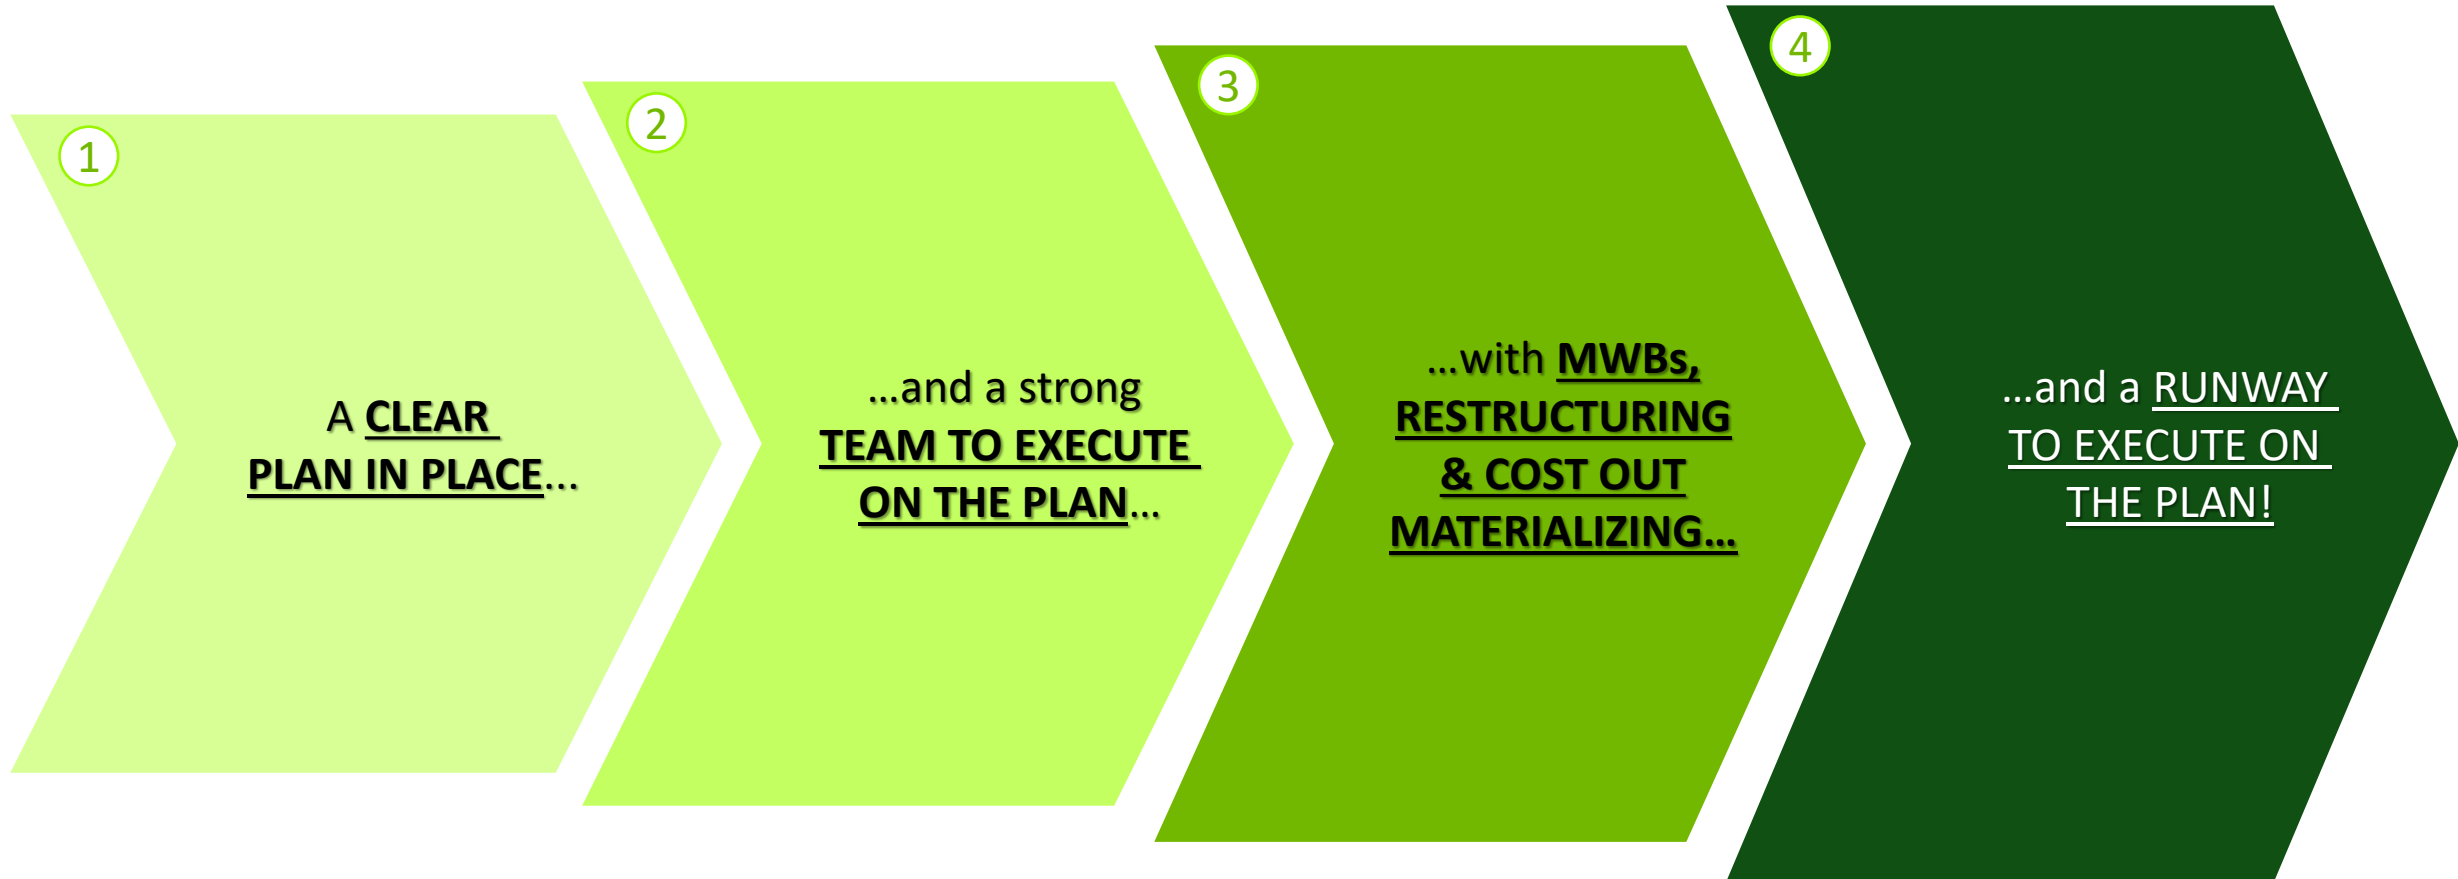 1
A CLEAR
PLAN IN PLACE...
2
...and a strong
TEAM TO EXECUTE
ON THE PLAN...
3
...with MWBs,
RESTRUCTURING
& COST OUT
MATERIALIZING...
4
...and a RUNWAY
TO EXECUTE ON
THE PLAN!